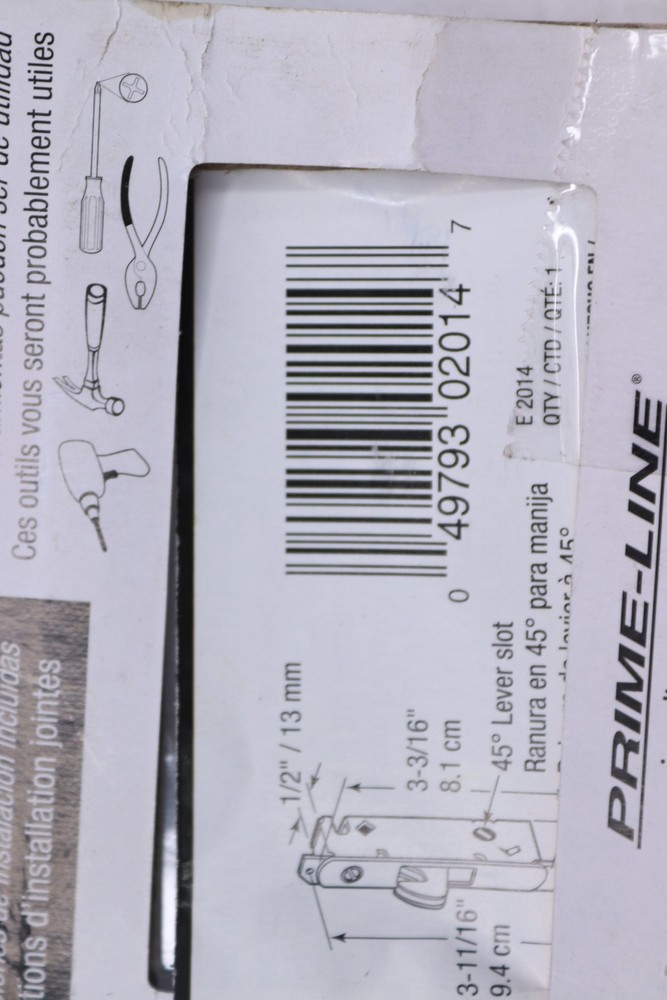 Ces outils vous seront probablement utiles
tions d'installation jointes
0 49793 02014 7
E 2014
QTY / CTD / QTÉ: 1
1/2" / 13 mm
3-3/16"
8.1 cm
45° Lever slot
Ranura en 45° para manija
levier à 45°
3-11/16"
9.4 cm
PRIME-LINE®